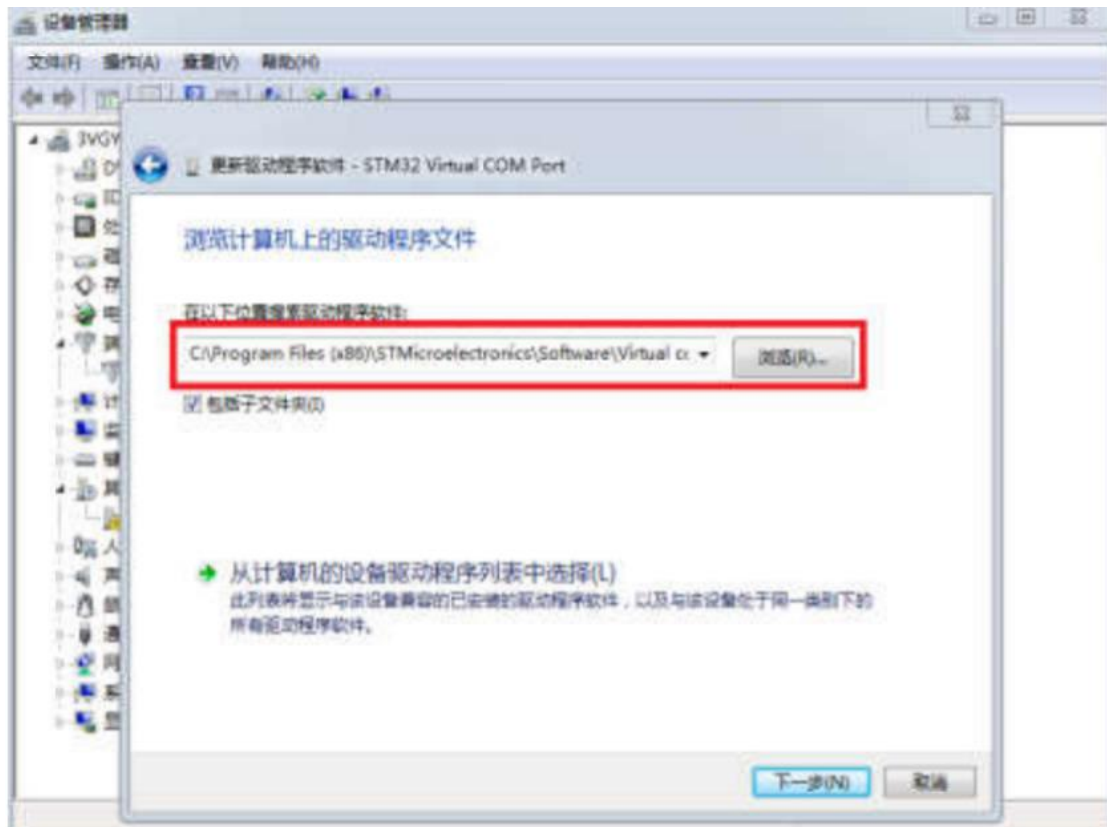 设备管理器
文件(F) 操作(A) 查看(V) 帮助(H)
3VGY
更新驱动程序软件 - STM32 Virtual COM Port
浏览计算机上的驱动程序文件
在以下位置搜索驱动程序软件:
C:\Program Files (x86)\STMicroelectronics\Software\Virtual cc
浏览(R)...
包括子文件夹(I)
从计算机的设备驱动程序列表中选择(L)
此列表将显示与该设备兼容的已安装的驱动程序软件，以及与该设备处于同一类别下的
所有驱动程序软件。
下一步(N)
取消